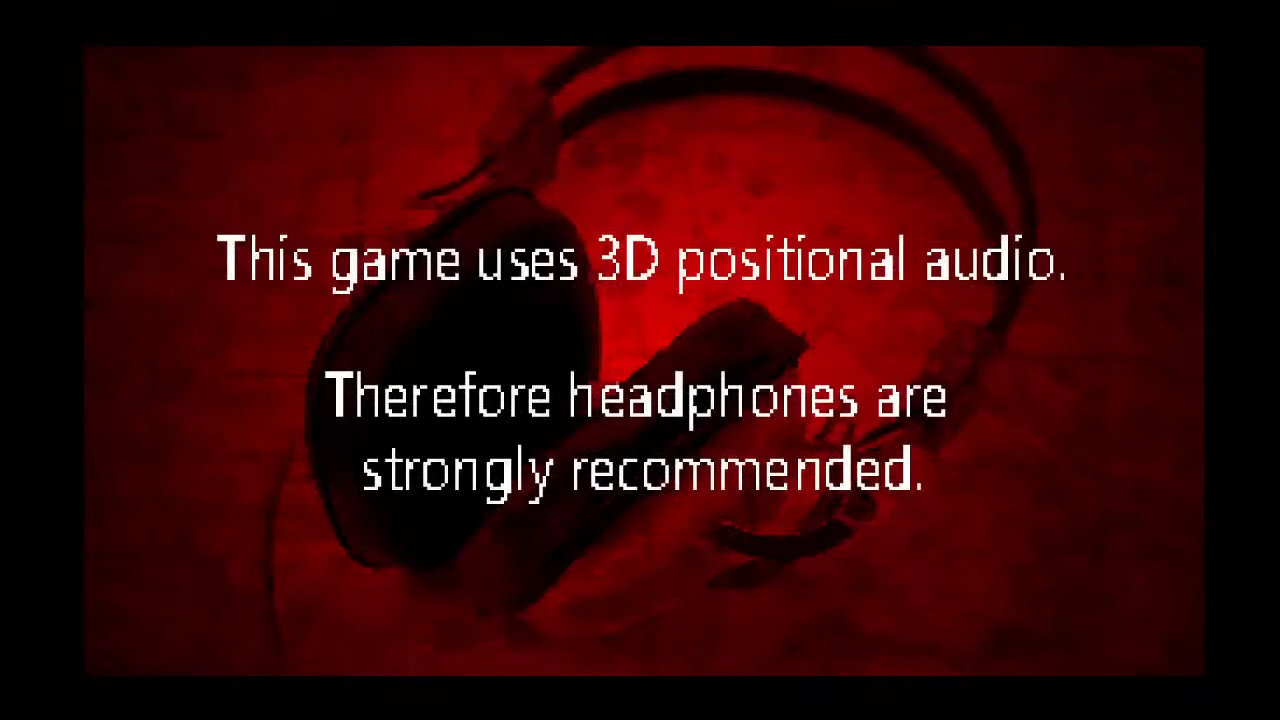 This game uses 3D positional audio.
Therefore headphones are
strongly recommended.